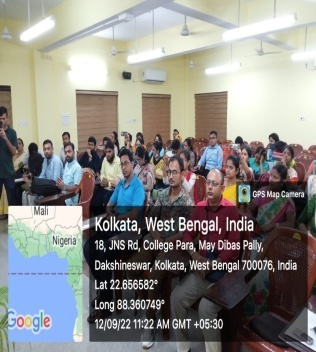 Mali
Nigeria
Google
GPS Map Camera
Kolkata, West Bengal, India
18, JNS Rd, College Para, May Dibas Pally,
Dakshineswar, Kolkata, West Bengal 700076, India
Lat 22.656582°
Long 88.360749°
12/09/22 11:22 AM GMT +05:30